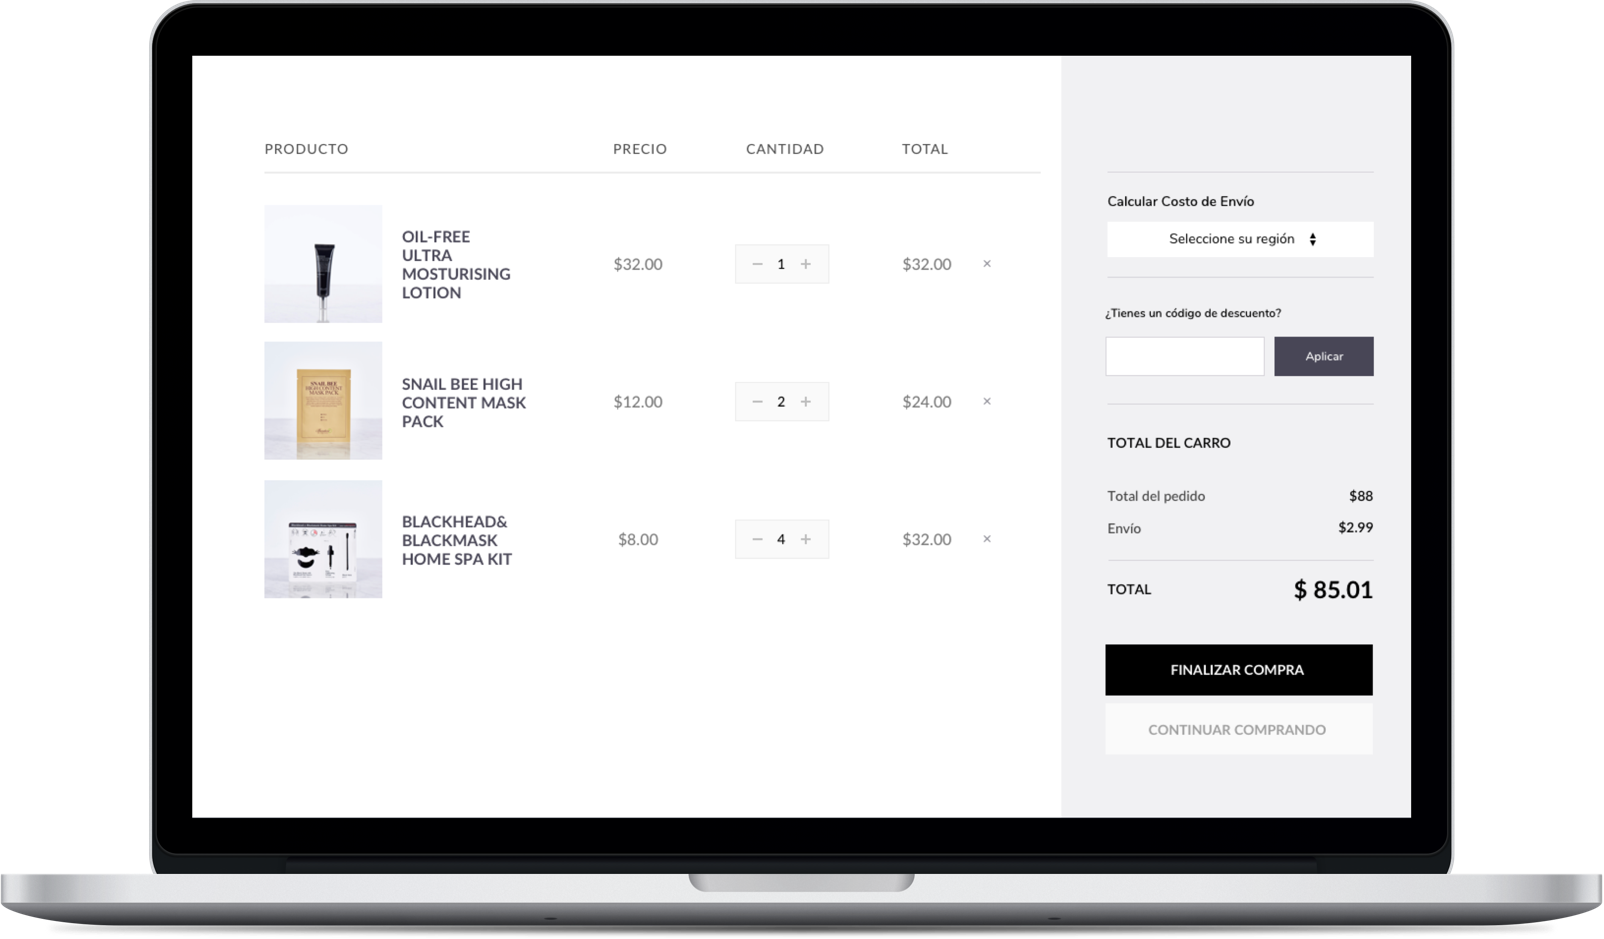 PRODUCTO PRECIO CANTIDAD TOTAL
OIL-FREE
ULTRA
MOSTURISING
LOTION
$32.00 − 1 + $32.00 ×
SNAIL BEE
HIGH CONTENT
MASK PACK
SNAIL BEE HIGH
CONTENT MASK
PACK
$12.00 − 2 + $24.00 ×
BLACKHEAD&
BLACKMASK
HOME SPA KIT
$8.00 − 4 + $32.00 ×
Calcular Costo de Envío
Seleccione su región
¿Tienes un código de descuento?
Aplicar
TOTAL DEL CARRO
Total del pedido $88
Envío $2.99
TOTAL $ 85.01
FINALIZAR COMPRA
CONTINUAR COMPRANDO